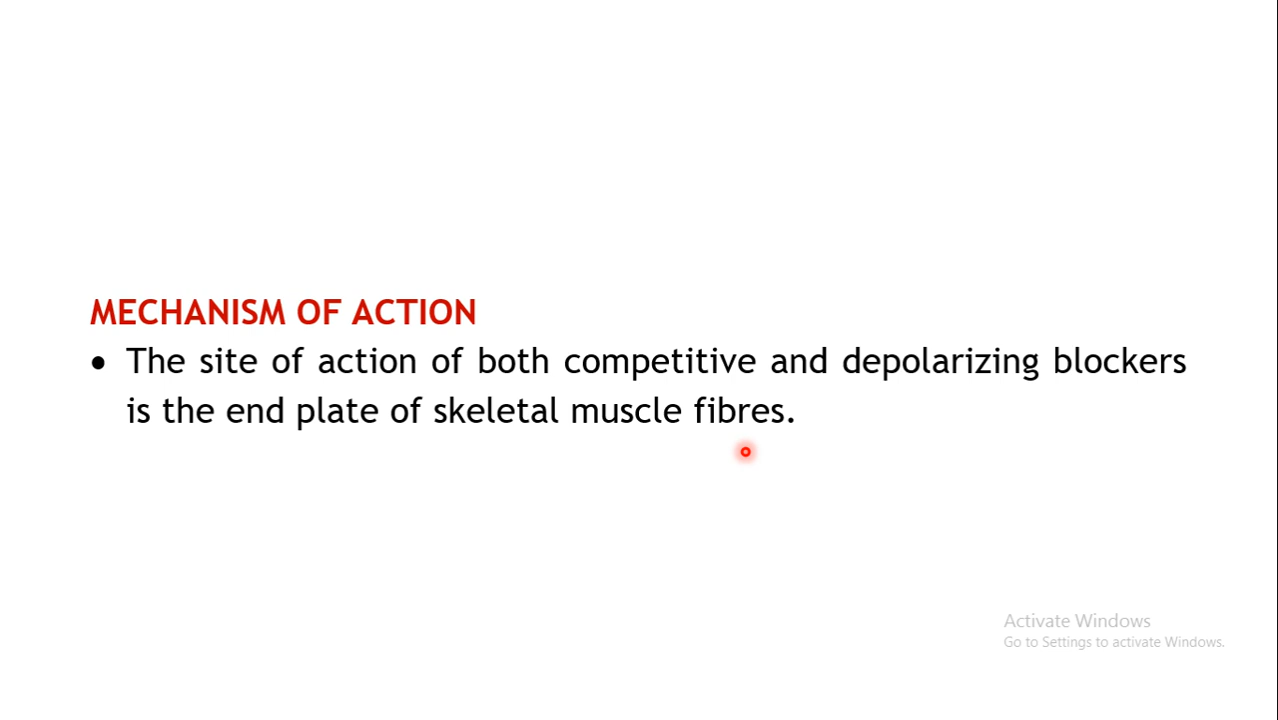 MECHANISM OF ACTION
• The site of action of both competitive and depolarizing blockers
is the end plate of skeletal muscle fibres.
Activate Windows
Go to Settings to activate Windows.